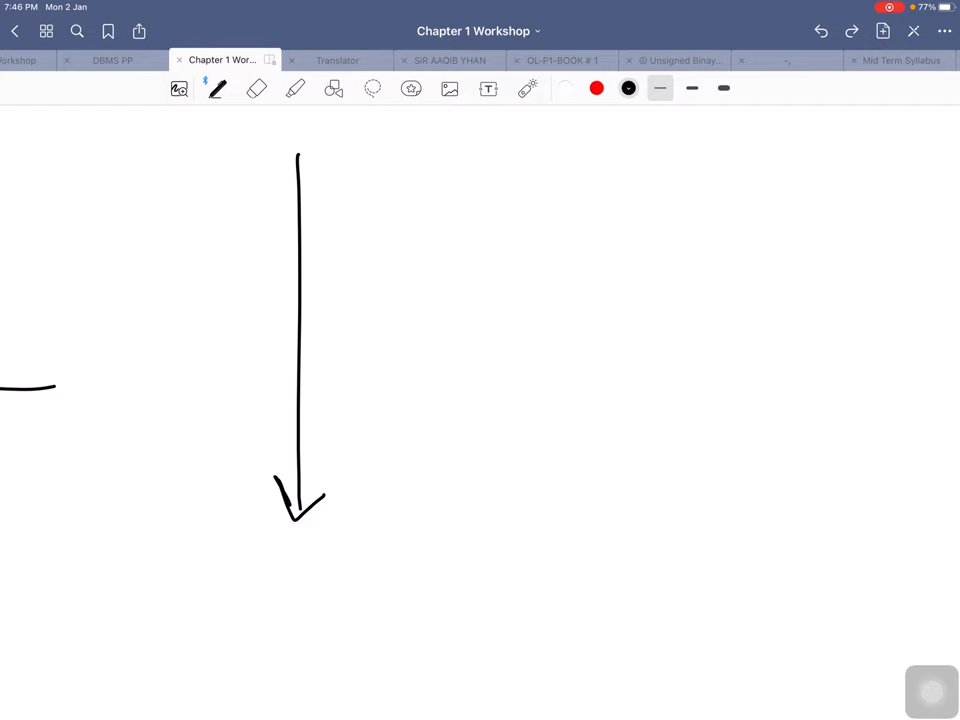 7:46 PM Mon 2 Jan
77%
Chapter 1 Workshop
orkshop
DBMS PP
Chapter 1 Wor...
Translator
SiR AAQIB YHAN
OL-P1-BOOK # 1
Unsigned Binay...
Mid Term Syllabus
T